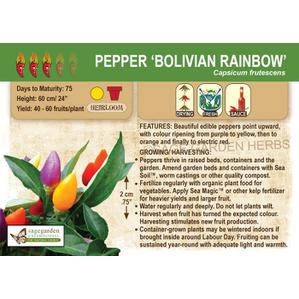 PEPPER 'BOLIVIAN RAINBOW'
Capsicum frutescens
Days to Maturity: 75
Height: 60 cm/ 24"
Yield: 40 - 60 fruits/plant
HEIRLOOM
DRYING
FRESH
SAUCE
FEATURES: Beautiful edible peppers point upward,
with colour ripening from purple to yellow, then to
orange and finally to electric red.
GROWING/ HARVESTING:
• Peppers thrive in raised beds, containers and the
garden. Amend garden beds and containers with Sea
Soil™, worm castings or other quality compost.
• Fertilize regularly with organic plant food for
vegetables. Apply Sea Magic™ or other kelp fertilizer
for heavier yields and larger fruit.
• Water regularly and deeply. Do not let plants wilt.
• Harvest when fruit has turned the expected colour.
Harvesting stimulates new fruit production.
• Container-grown plants may be wintered indoors if
brought inside around Labour Day. Fruiting can be
sustained year-round with adequate light and warmth.
2 cm
.75"
sagegarden
GARDEN HERBS